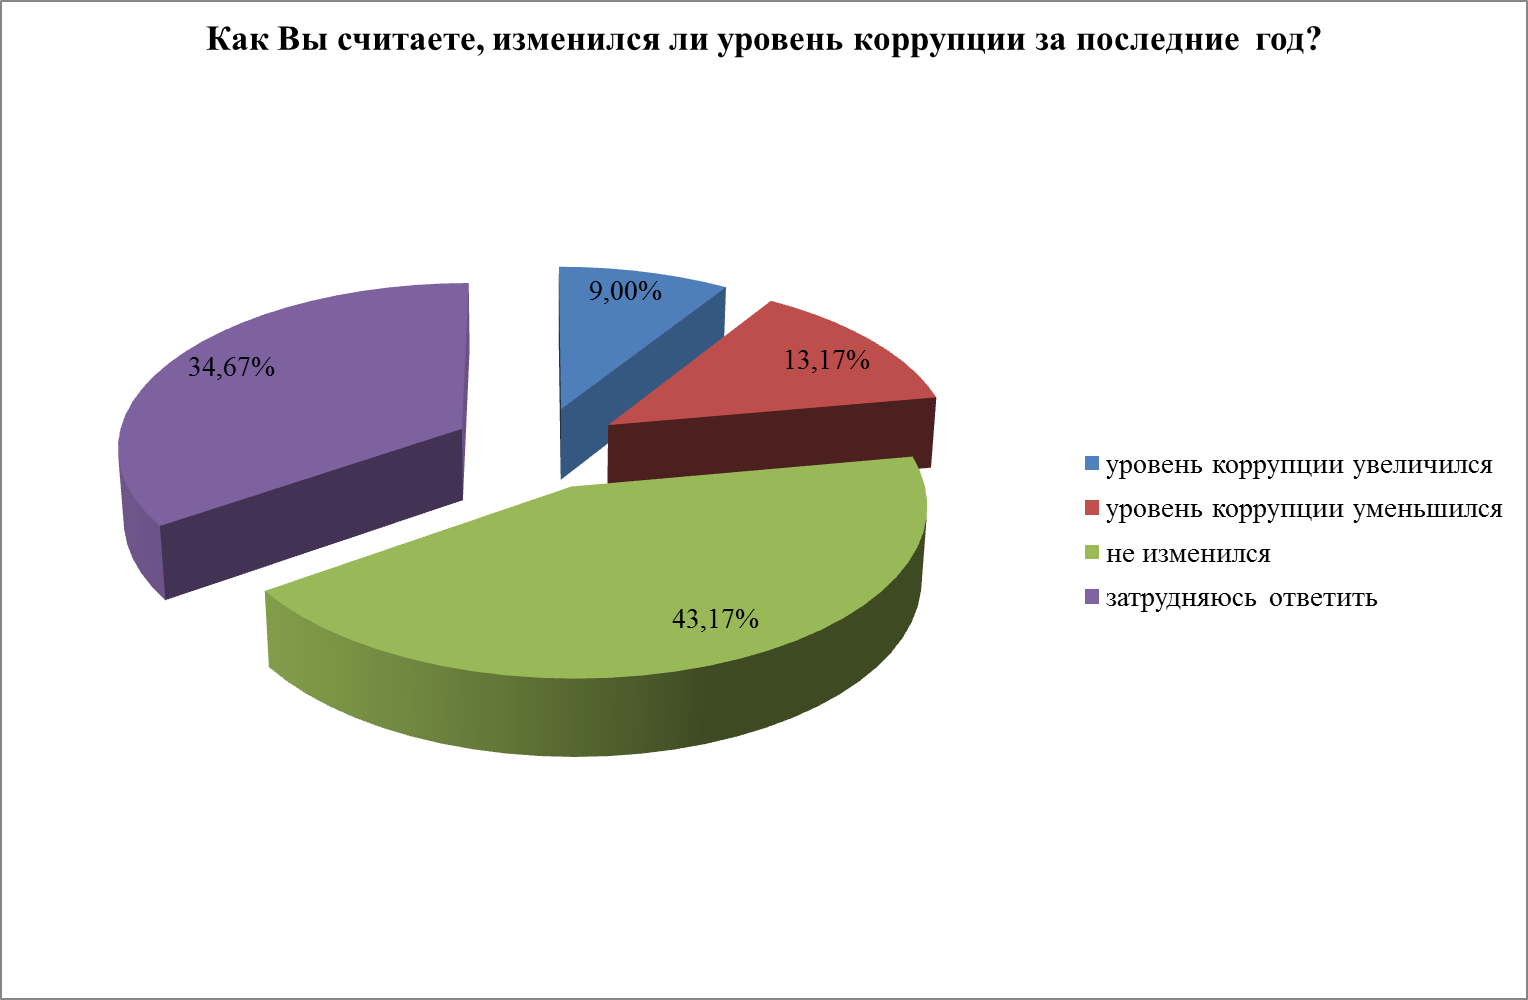 Как Вы считаете, изменился ли уровень коррупции за последние год?
9,00%
13,17%
34,67%
43,17%
уровень коррупции увеличился
уровень коррупции уменьшился
не изменился
затрудняюсь ответить